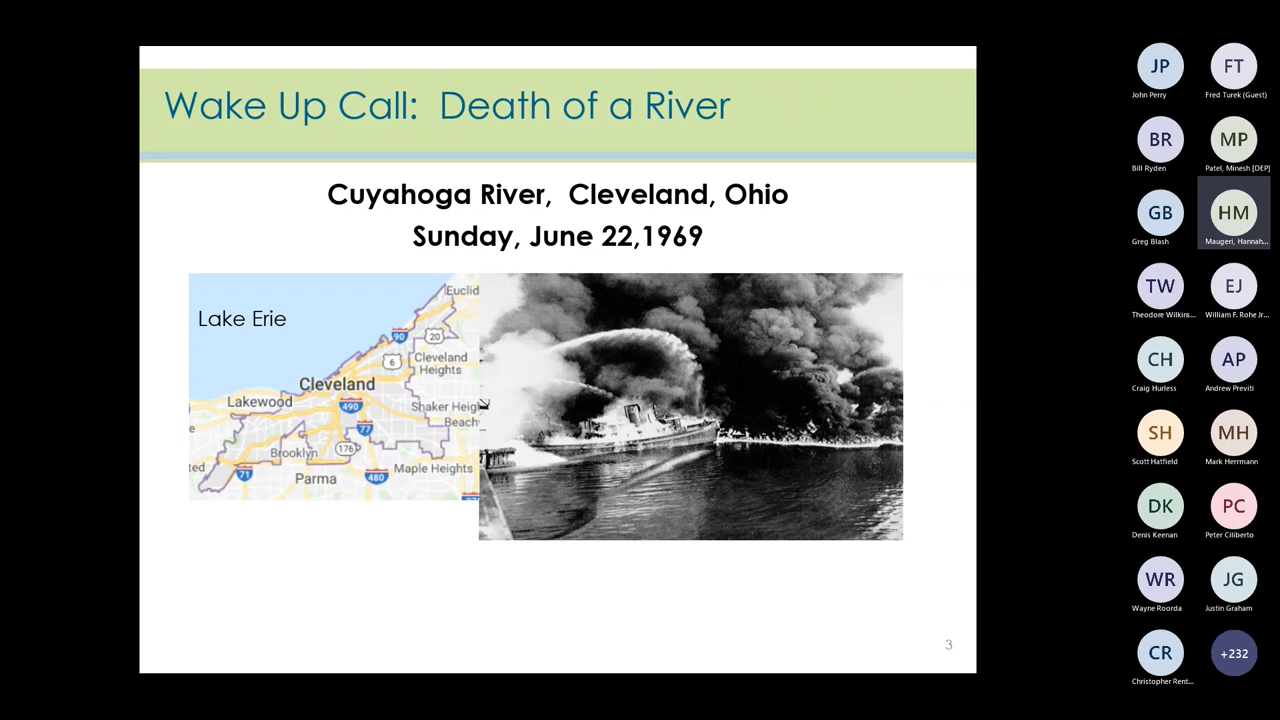 Wake Up Call: Death of a River
Cuyahoga River, Cleveland, Ohio
Sunday, June 22,1969
Lake Erie
Euclid
90
20
6
Cleveland
Heights
Cleveland
Lakewood
490
Shaker Heig
Beach
77
Brooklyn
176
Maple Heights
71
Parma
480
3
JP
John Perry
FT
Fred Turek (Guest)
BR
Bill Ryden
MP
Patel, Minesh [DEP]
GB
Greg Blash
HM
Maugeri, Hannah...
TW
Theodore Wilkins...
EJ
William F. Rohe Jr...
CH
Craig Hurless
AP
Andrew Previti
SH
Scott Hatfield
MH
Mark Herrmann
DK
Denis Keenan
PC
Peter Ciliberto
WR
Wayne Roorda
JG
Justin Graham
CR
Christopher Rent...
+232